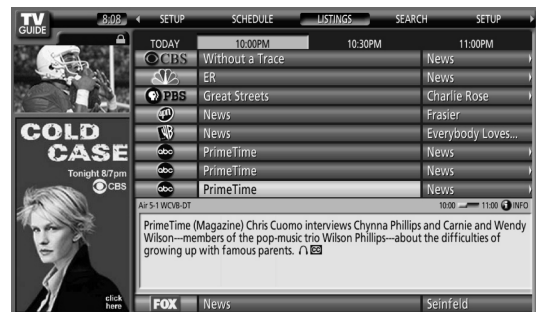 TV
GUIDE
8:08
SETUP SCHEDULE LISTINGS SEARCH SETUP
TODAY 10:00PM 10:30PM 11:00PM
CBS Without a Trace News
ER News
PBS Great Streets Charlie Rose
News Frasier
WB News Everybody Loves...
abc PrimeTime News
abc PrimeTime News
abc PrimeTime News
Air 5-1 WCVB-DT 10:00 11:00 i INFO
PrimeTime (Magazine) Chris Cuomo interviews Chynna Phillips and Carnie and Wendy
Wilson---members of the pop-music trio Wilson Phillips---about the difficulties of
growing up with famous parents.
FOX News Seinfeld
COLD
CASE
Tonight 8/7pm
CBS
click
here